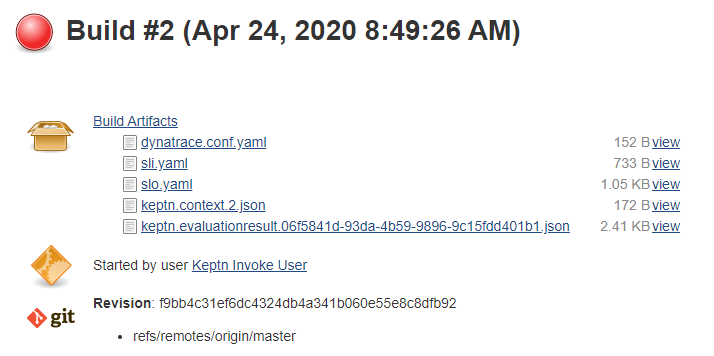 Build #2 (Apr 24, 2020 8:49:26 AM)
Build Artifacts
dynatrace.conf.yaml 152 B view
sli.yaml 733 B view
slo.yaml 1.05 KB view
keptn.context.2.json 172 B view
keptn.evaluationresult.06f5841d-93da-4b59-9896-9c15fdd401b1.json 2.41 KB view
Started by user Keptn Invoke User
git
Revision: f9bb4c31ef6dc4324db4a341b060e55e8c8dfb92
• refs/remotes/origin/master